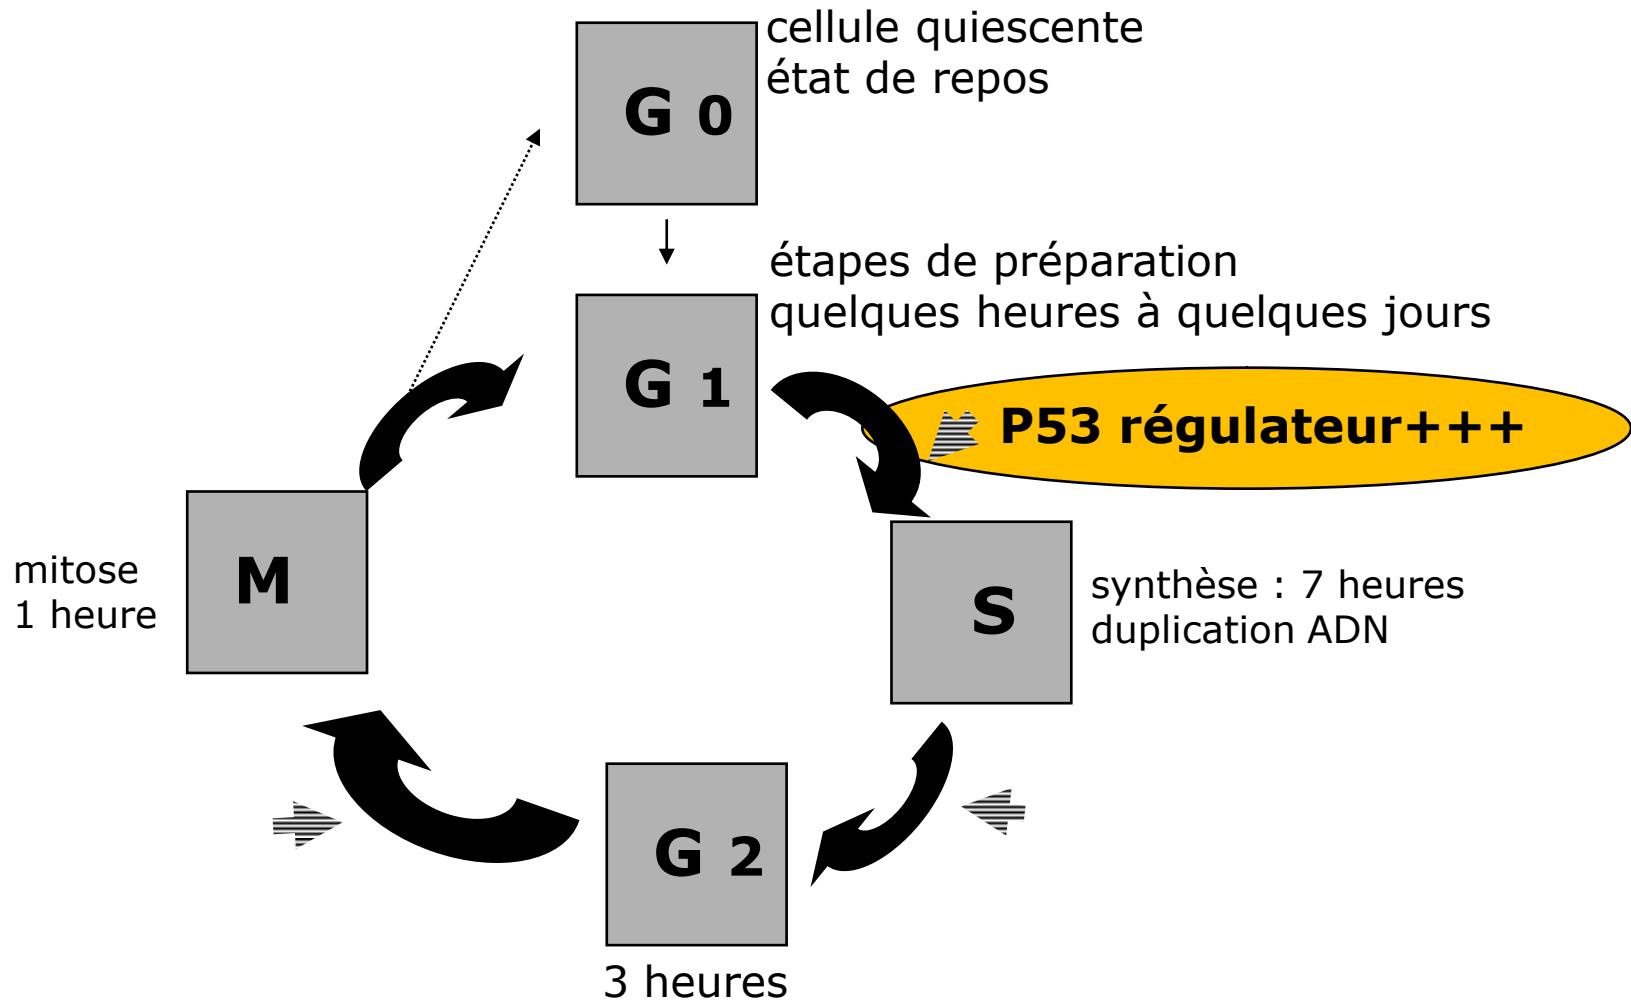 cellule quiescente
état de repos
G 0
étapes de préparation
quelques heures à quelques jours
G 1
P53 régulateur+++
mitose
1 heure
M
S
synthèse : 7 heures
duplication ADN
G 2
3 heures